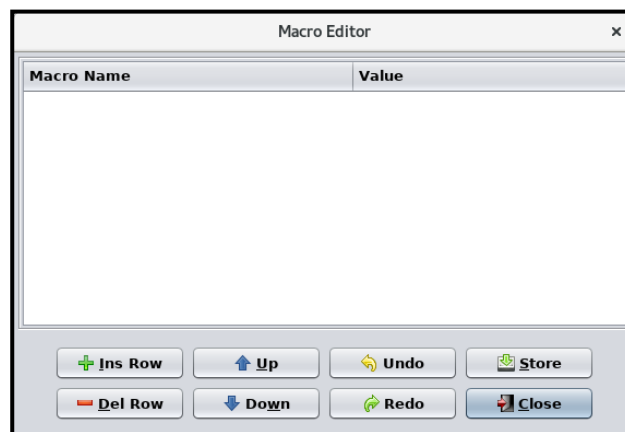 Macro Editor ×
Macro Name Value
Ins Row Up Undo Store
Del Row Down Redo Close